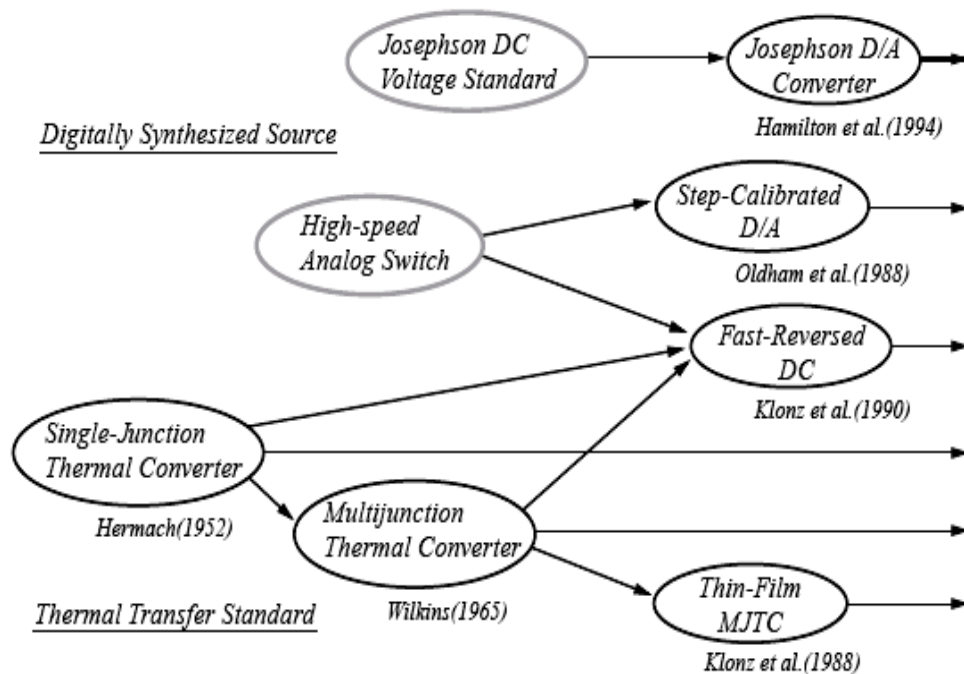 Josephson DC
Voltage Standard
Josephson D/A
Converter
Hamilton et al.(1994)
Digitally Synthesized Source
Step-Calibrated
D/A
High-speed
Analog Switch
Oldham et al.(1988)
Fast-Reversed
DC
Klonz et al.(1990)
Single-Junction
Thermal Converter
Hermach(1952)
Multijunction
Thermal Converter
Wilkins(1965)
Thin-Film
MJTC
Thermal Transfer Standard
Klonz et al.(1988)